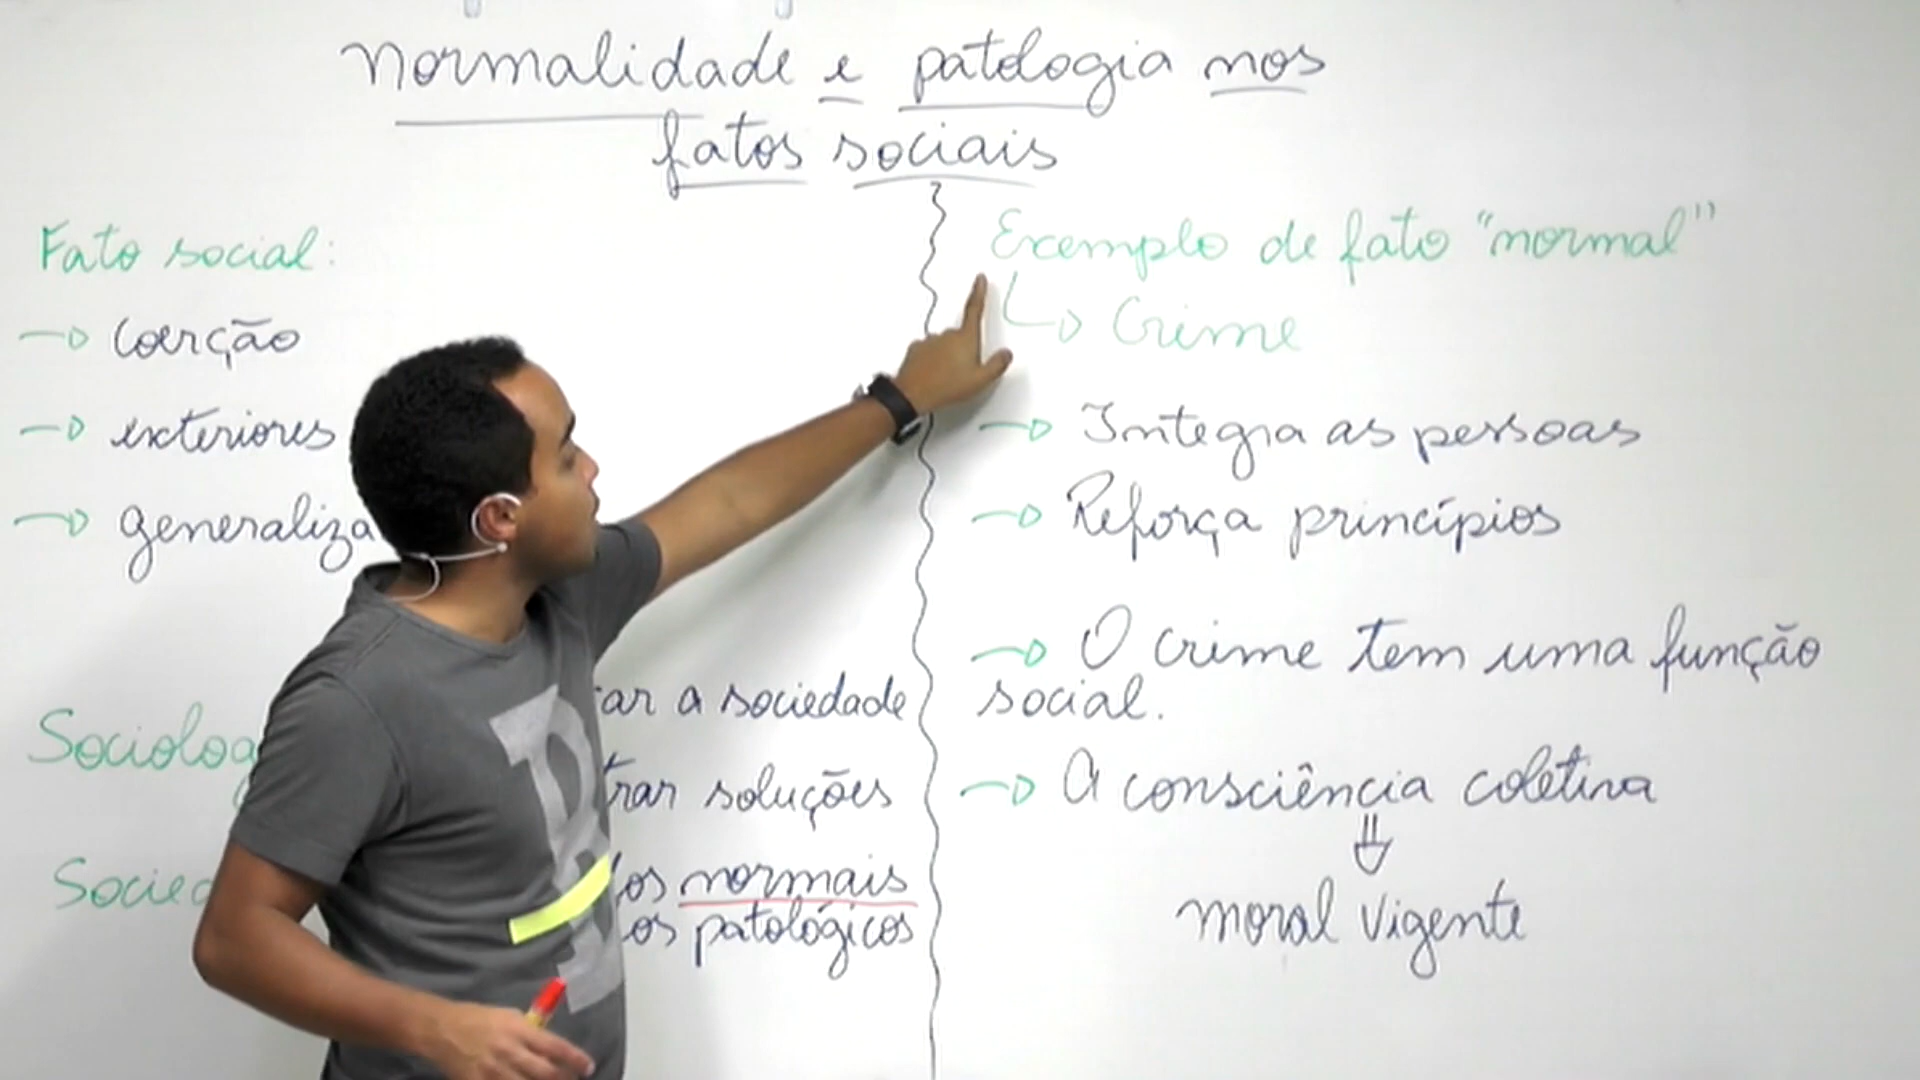 normalidade e patologia nos
fatos sociais
Fato social:
coerção
exteriores
generaliza
Sociolog
ar a sociedade
trar soluções
Socied
os normais
os patológicos
Exemplo de fato "normal"
Crime
Integra as pessoas
Reforça princípios
O crime tem uma função
social.
A consciência coletiva
moral vigente